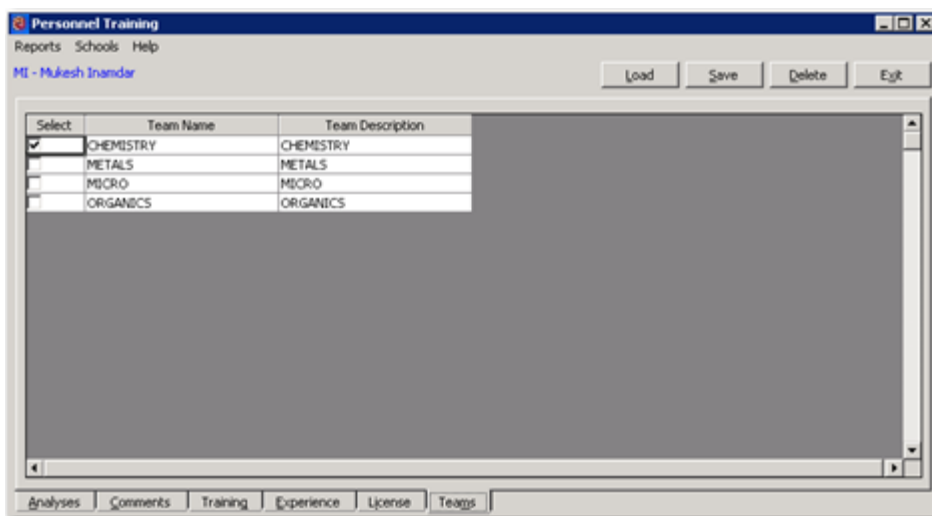 Personnel Training
Reports Schools Help
MI - Mukesh Inamdar
Load Save Delete Exit
Select Team Name Team Description
CHEMISTRY CHEMISTRY
METALS METALS
MICRO MICRO
ORGANICS ORGANICS
Analyses Comments Training Experience License Teams